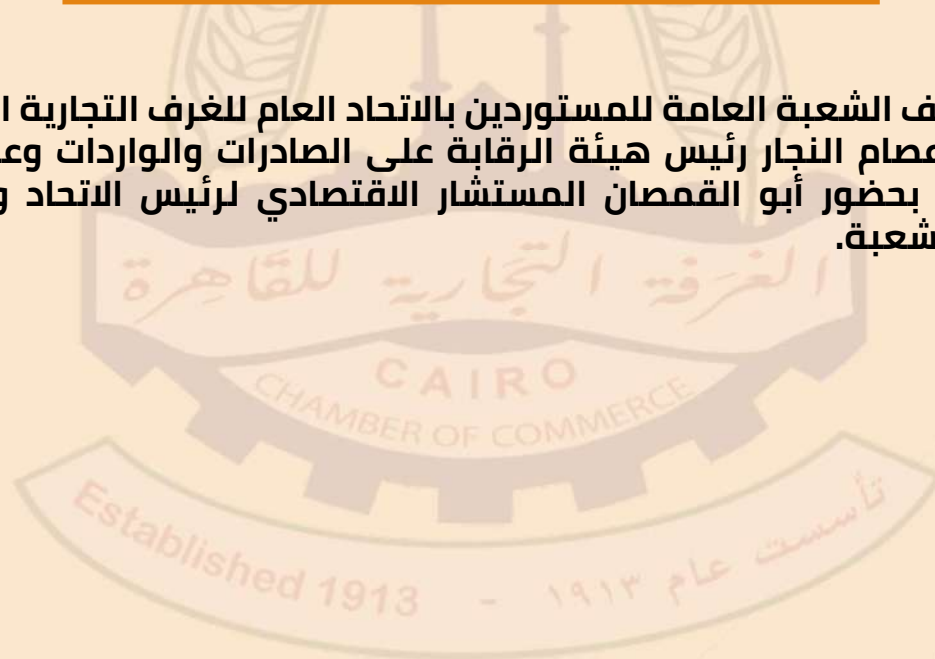 ف الشعبة العامة للمستوردين بالاتحاد العام للغرف التجارية ا
عصام النجار رئيس هيئة الرقابة على الصادرات والواردات وع
بحضور أبو القمصان المستشار الاقتصادي لرئيس الاتحاد و
شعبة.
الغرفة التجارية للقاهرة
CAIRO
CHAMBER OF COMMERCE
Established 1913 - تأسست عام ١٩١٣